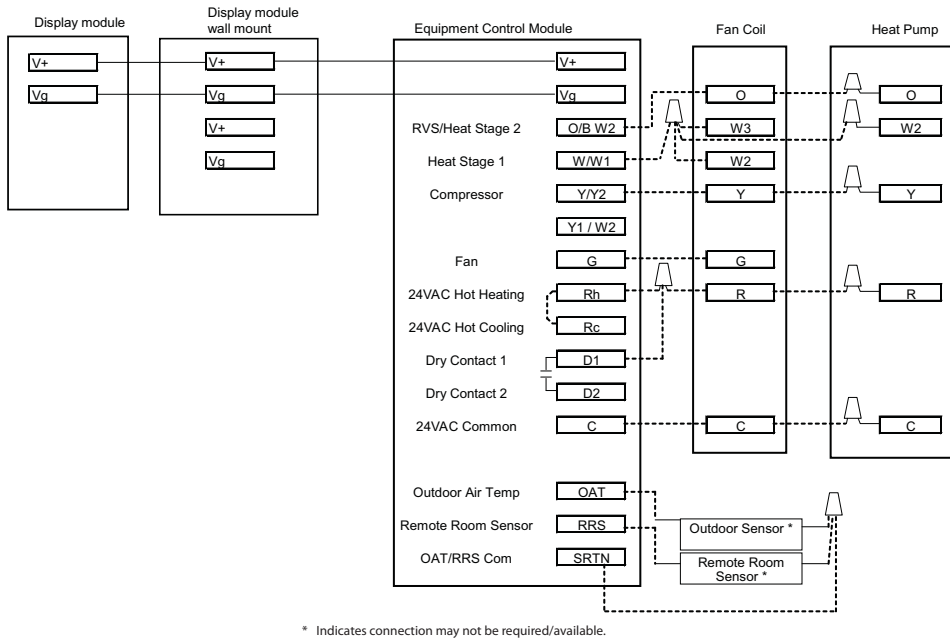 Display module
Display module
wall mount
Equipment Control Module
Fan Coil
Heat Pump
V+
V+
V+
Vg
Vg
Vg
O
O
V+
RVS/Heat Stage 2
O/B W2
W3
W2
Vg
Heat Stage 1
W/W1
W2
Compressor
Y/Y2
Y
Y
Y1 / W2
Fan
G
G
24VAC Hot Heating
Rh
R
R
24VAC Hot Cooling
Rc
Dry Contact 1
D1
Dry Contact 2
D2
24VAC Common
C
C
C
Outdoor Air Temp
OAT
Remote Room Sensor
RRS
OAT/RRS Com
SRTN
Outdoor Sensor *
Remote Room
Sensor *
* Indicates connection may not be required/available.